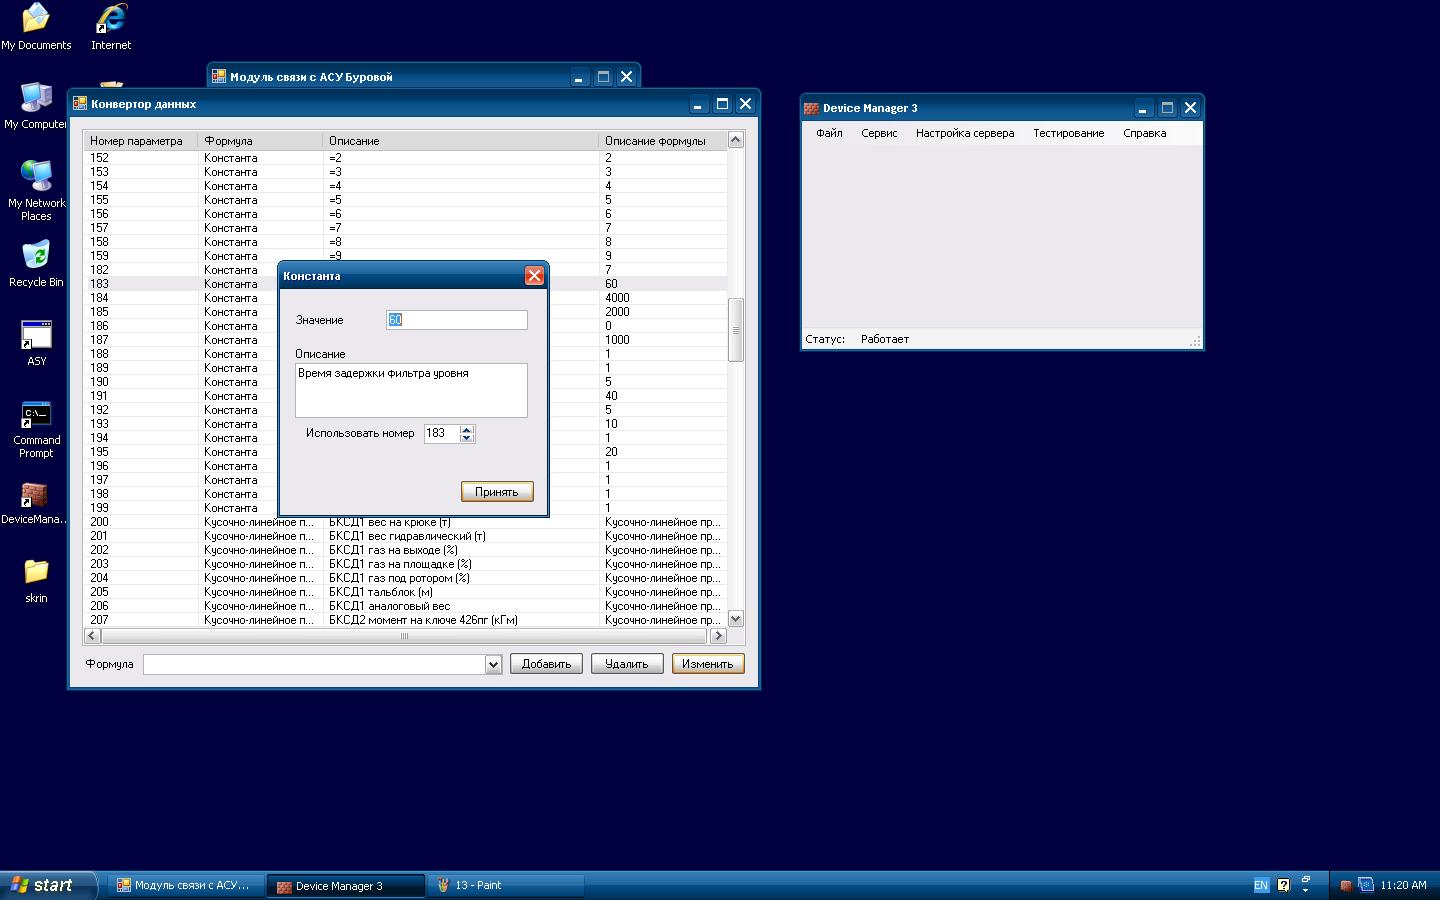 My Documents
Internet
My Computer
My Network
Places
Recycle Bin
ASY
C:\_
Command
Prompt
DeviceMana...
skrin
Модуль связи с АСУ Буровой
Конвертор данных
Номер параметра Формула Описание Описание формулы
152 Константа =2 2
153 Константа =3 3
154 Константа =4 4
155 Константа =5 5
156 Константа =6 6
157 Константа =7 7
158 Константа =8 8
159 Константа =9 9
182 Константа 7
183 Константа 60
184 Константа 4000
185 Константа 2000
186 Константа 0
187 Константа 1000
188 Константа 1
189 Константа 1
190 Константа 5
191 Константа 40
192 Константа 5
193 Константа 10
194 Константа 1
195 Константа 20
196 Константа 1
197 Константа 1
198 Константа 1
199 Константа 1
200 Кусочно-линейное п... БКСД1 вес на крюке (т) Кусочно-линейное пр...
201 Кусочно-линейное п... БКСД1 вес гидравлический (т) Кусочно-линейное пр...
202 Кусочно-линейное п... БКСД1 газ на выходе (%) Кусочно-линейное пр...
203 Кусочно-линейное п... БКСД1 газ на площадке (%) Кусочно-линейное пр...
204 Кусочно-линейное п... БКСД1 газ под ротором (%) Кусочно-линейное пр...
205 Кусочно-линейное п... БКСД1 тальблок (м) Кусочно-линейное пр...
206 Кусочно-линейное п... БКСД1 аналоговый вес Кусочно-линейное пр...
207 Кусочно-линейное п... БКСД2 момент на ключе 426пг (кГм) Кусочно-линейное пр...
Формула Добавить Удалить Изменить
Константа
Значение 60
Описание
Время задержки фильтра уровня
Использовать номер 183
Принять
Device Manager 3
Файл Сервис Настройка сервера Тестирование Справка
Статус: Работает
start Модуль связи с АСУ... Device Manager 3 13 - Paint EN 11:20 AM